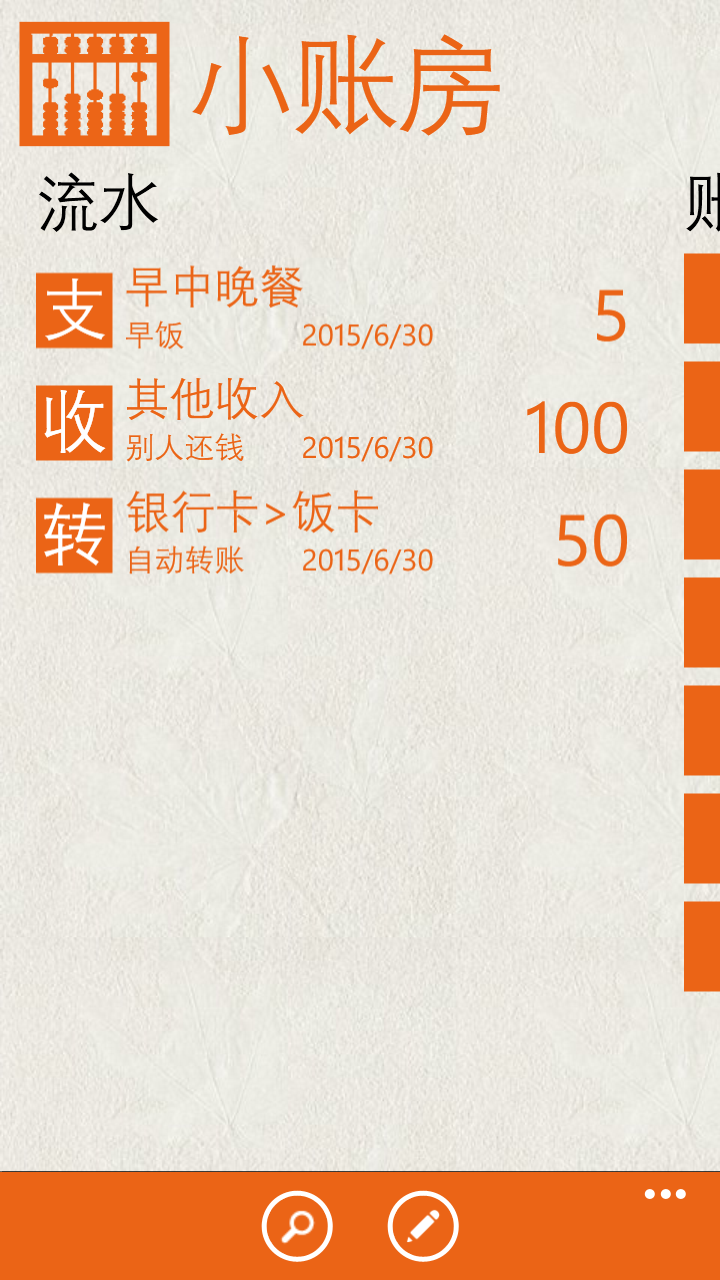 小账房
流水
支 早中晚餐 5
早饭 2015/6/30
收 其他收入 100
别人还钱 2015/6/30
转 银行卡>饭卡 50
自动转账 2015/6/30